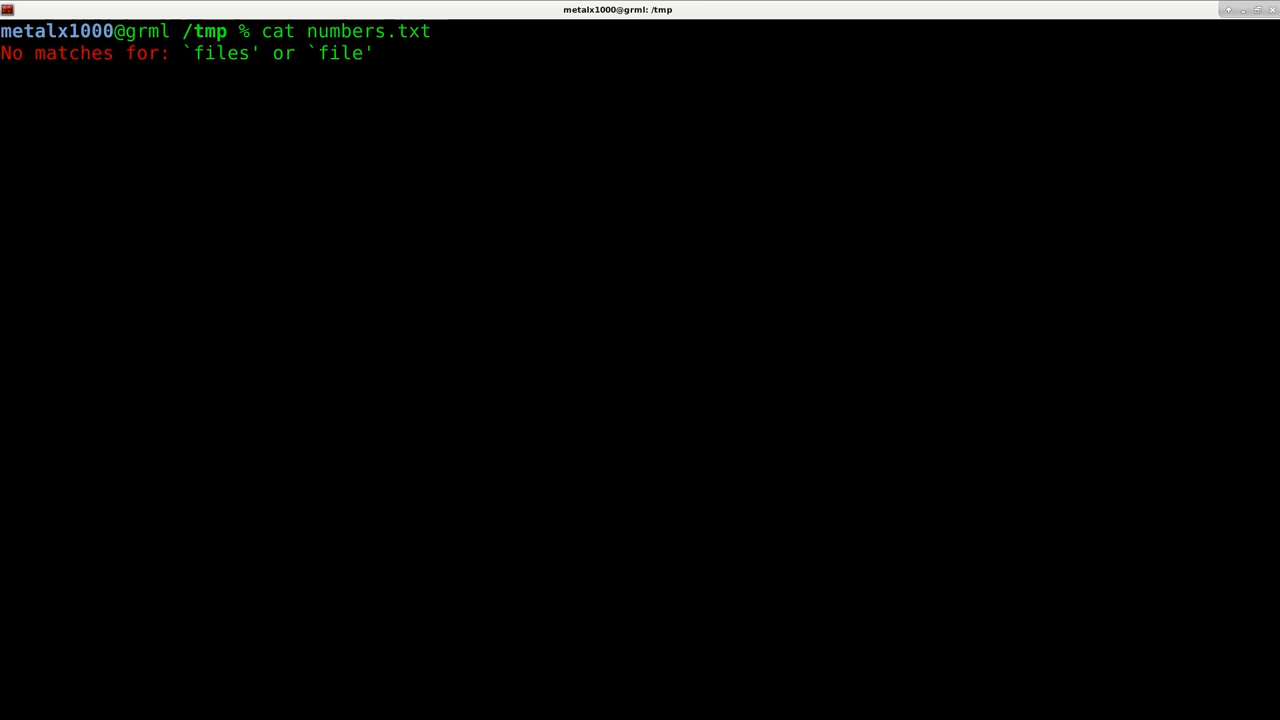 metalx1000@grml: /tmp
metalx1000@grml /tmp % cat numbers.txt
No matches for: `files' or `file'